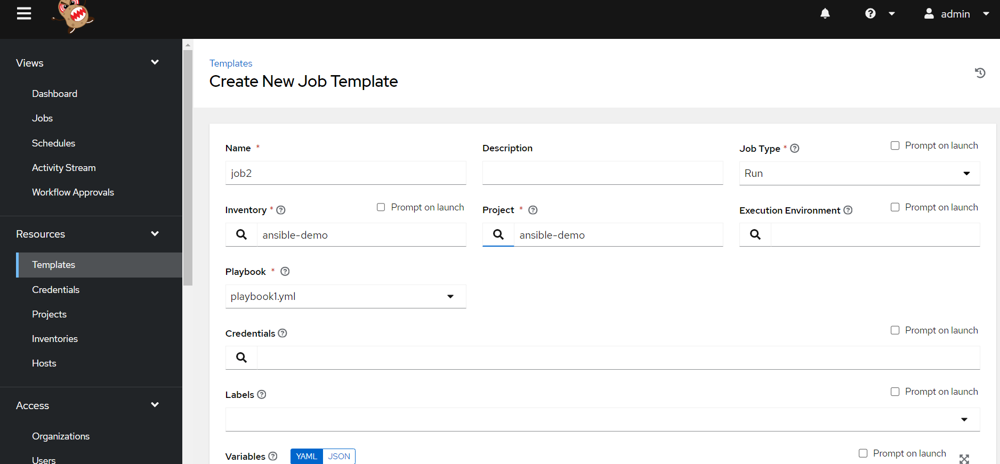 admin
Views
Dashboard
Jobs
Schedules
Activity Stream
Workflow Approvals
Resources
Templates
Credentials
Projects
Inventories
Hosts
Access
Organizations
Users
Templates
Create New Job Template
Name *
job2
Description
Job Type *
Prompt on launch
Run
Inventory *
Prompt on launch
ansible-demo
Project *
ansible-demo
Execution Environment
Prompt on launch
Playbook *
playbook1.yml
Credentials
Prompt on launch
Labels
Prompt on launch
Variables
YAML JSON
Prompt on launch